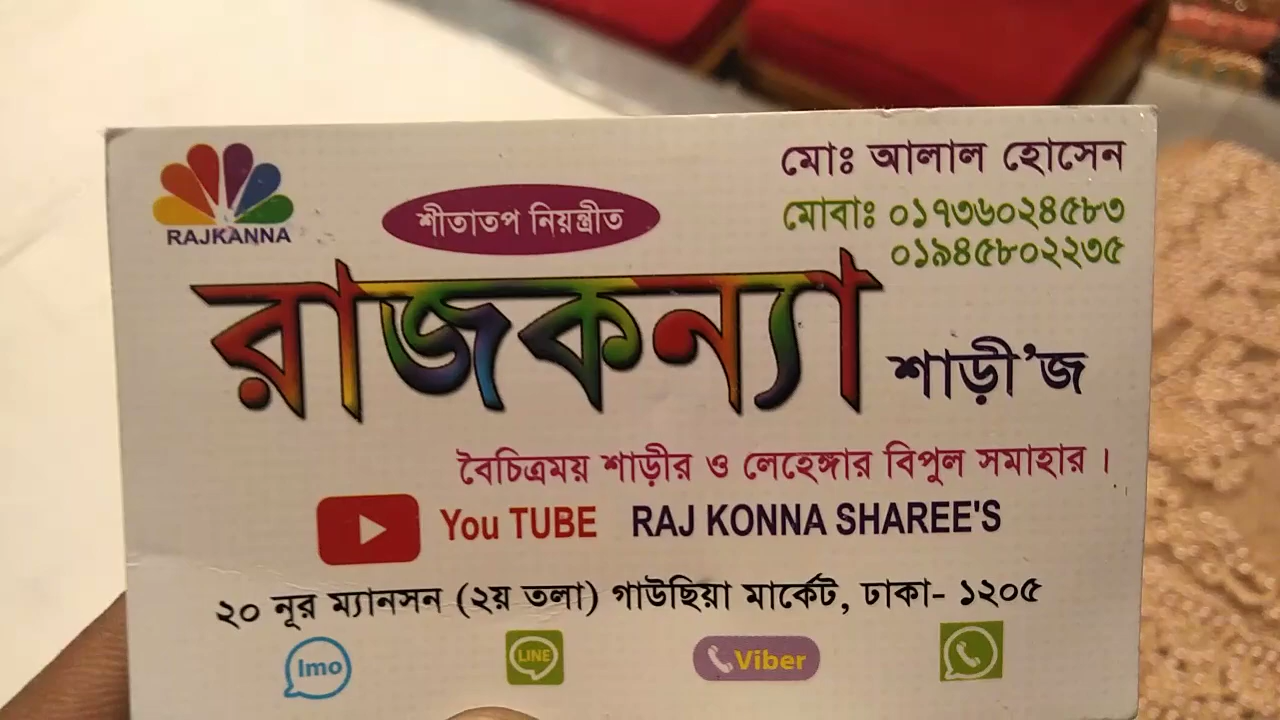 RAJKANNA
শীতাতপ নিয়ন্ত্রীত
মোঃ আলাল হোসেন
মোবাঃ ০১৭৩৬০২৪৫৮৩
০১৯৪৫৮০২২৩৫
রাজকন্যা শাড়ী'জ
বৈচিত্রময় শাড়ীর ও লেহেঙ্গার বিপুল সমাহার।
You TUBE RAJ KONNA SHAREE'S
২০ নূর ম্যানসন (২য় তলা) গাউছিয়া মার্কেট, ঢাকা- ১২০৫
Imo LINE Viber